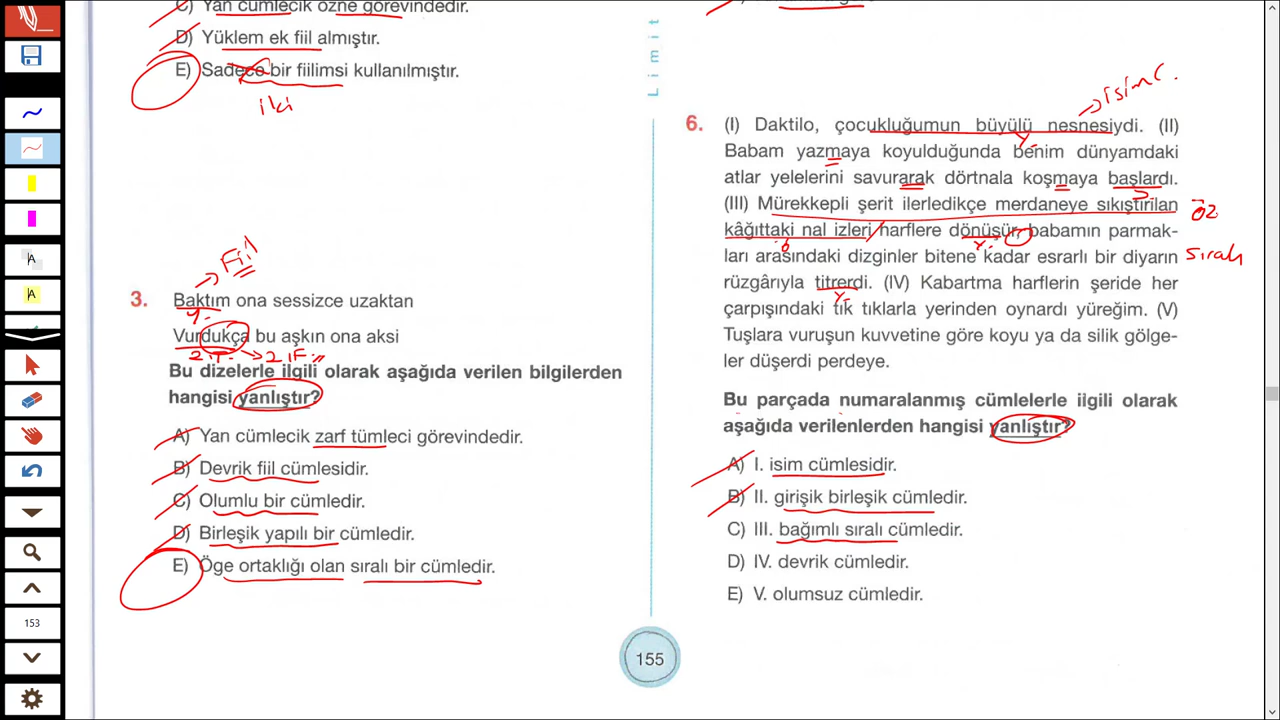 C) Yan cümlecik özne görevindedir.
D) Yüklem ek fiil almıştır.
E) Sadece bir fiilimsi kullanılmıştır.
iki
Fiil
3. Baktım ona sessizce uzaktan
Y.
Vurdukça bu aşkın ona aksi
Z.T. Z.F.
Bu dizelerle ilgili olarak aşağıda verilen bilgilerden
hangisi yanlıştır?
A) Yan cümlecik zarf tümleci görevindedir.
B) Devrik fiil cümlesidir.
C) Olumlu bir cümledir.
D) Birleşik yapılı bir cümledir.
E) Öge ortaklığı olan sıralı bir cümledir.
Limit
isim c.
6. (I) Daktilo, çocukluğumun büyülü nesnesiydi. (II)
Y.
Babam yazmaya koyulduğunda benim dünyamdaki
atlar yelelerini savurarak dörtnala koşmaya başlardı.
(III) Mürekkepli şerit ilerledikçe merdaneye sıkıştırılan
öz
kâğıttaki nal izleri harflere dönüşür, babamın parmak-
ö Y.
ları arasındaki dizginler bitene kadar esrarlı bir diyarın
sıralı
rüzgârıyla titrerdi. (IV) Kabartma harflerin şeride her
Y.
çarpışındaki tık tıklarla yerinden oynardı yüreğim. (V)
Tuşlara vuruşun kuvvetine göre koyu ya da silik gölge-
ler düşerdi perdeye.
Bu parçada numaralanmış cümlelerle iigili olarak
aşağıda verilenlerden hangisi yanlıştır?
A) I. isim cümlesidir.
B) II. girişik birleşik cümledir.
C) III. bağımlı sıralı cümledir.
D) IV. devrik cümledir.
E) V. olumsuz cümledir.
155
153
A
A